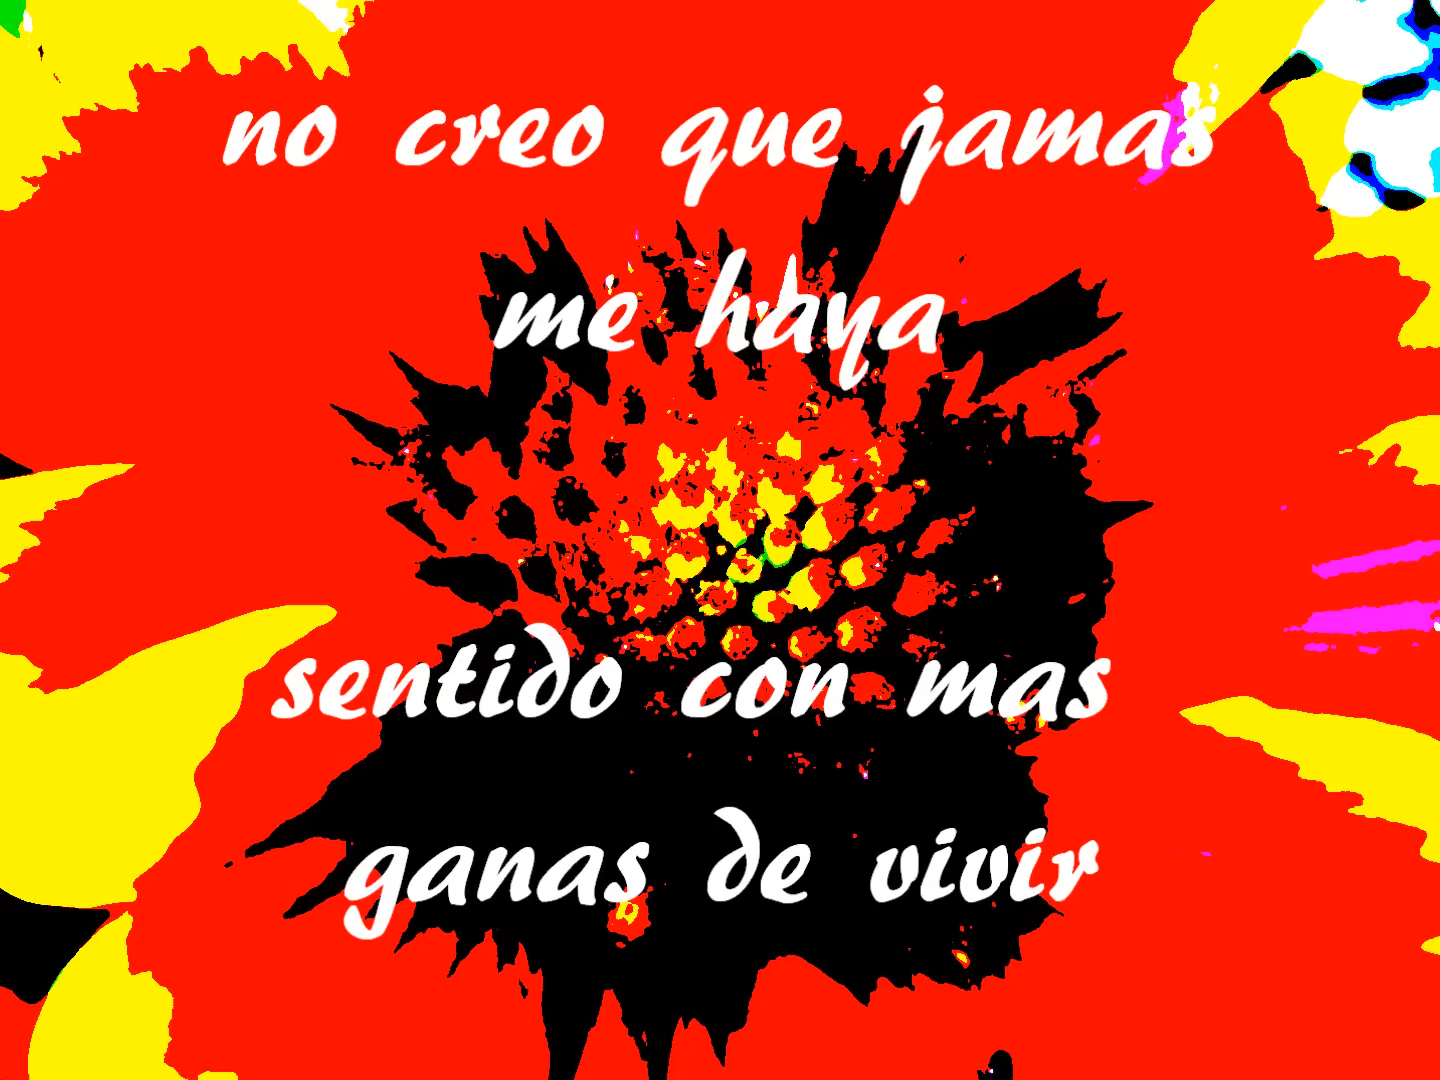 no creo que jamas
me haya
sentido con mas
ganas de vivir